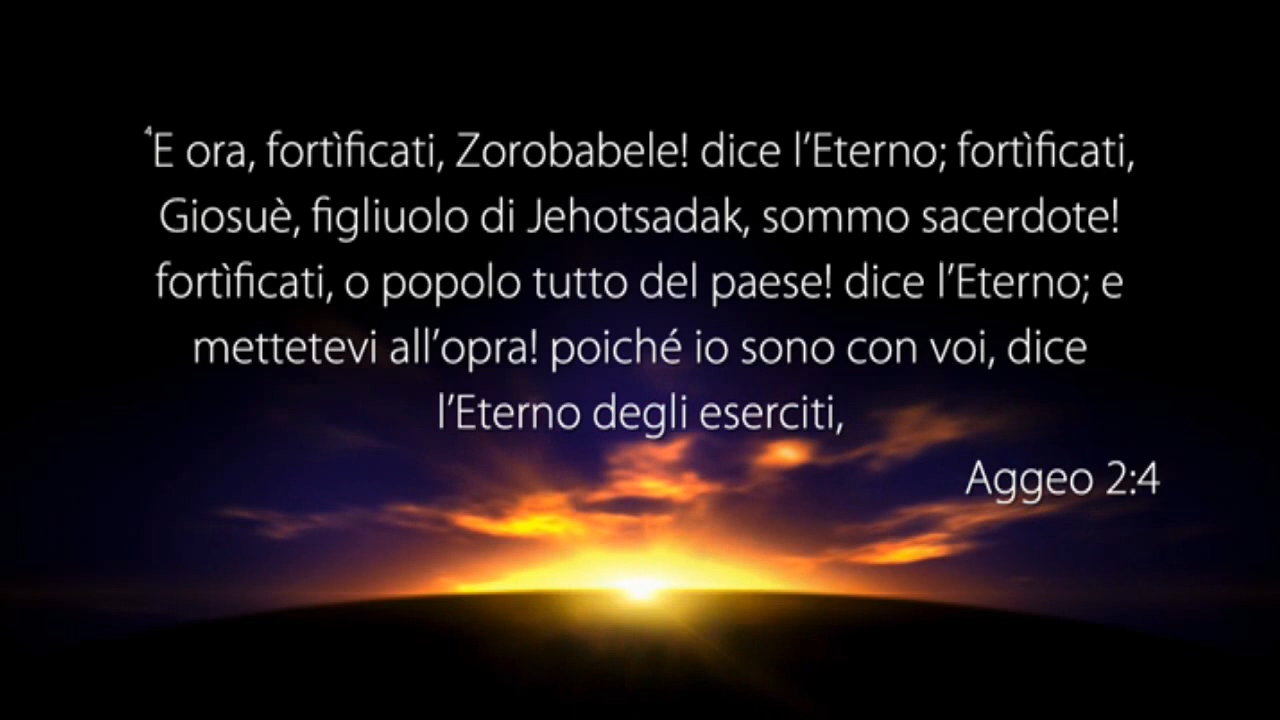 ⁴E ora, fortìficati, Zorobabele! dice l’Eterno; fortìficati,
Giosuè, figliuolo di Jehotsadak, sommo sacerdote!
fortìficati, o popolo tutto del paese! dice l’Eterno; e
mettetevi all’opra! poiché io sono con voi, dice
l’Eterno degli eserciti,
Aggeo 2:4